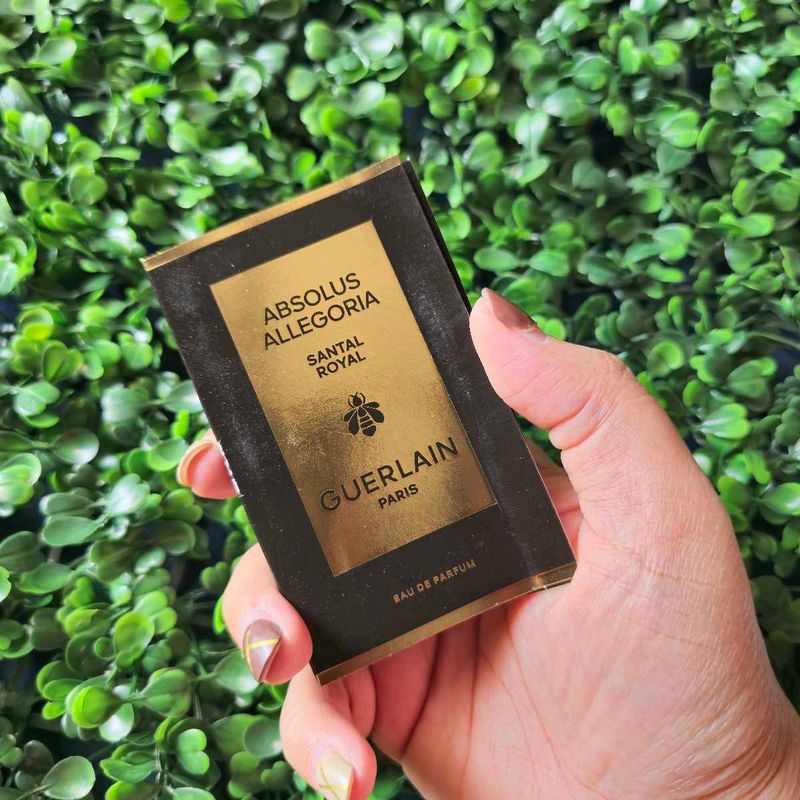 ABSOLUS
ALLEGORIA
SANTAL
ROYAL
GUERLAIN
PARIS
EAU DE PARFUM